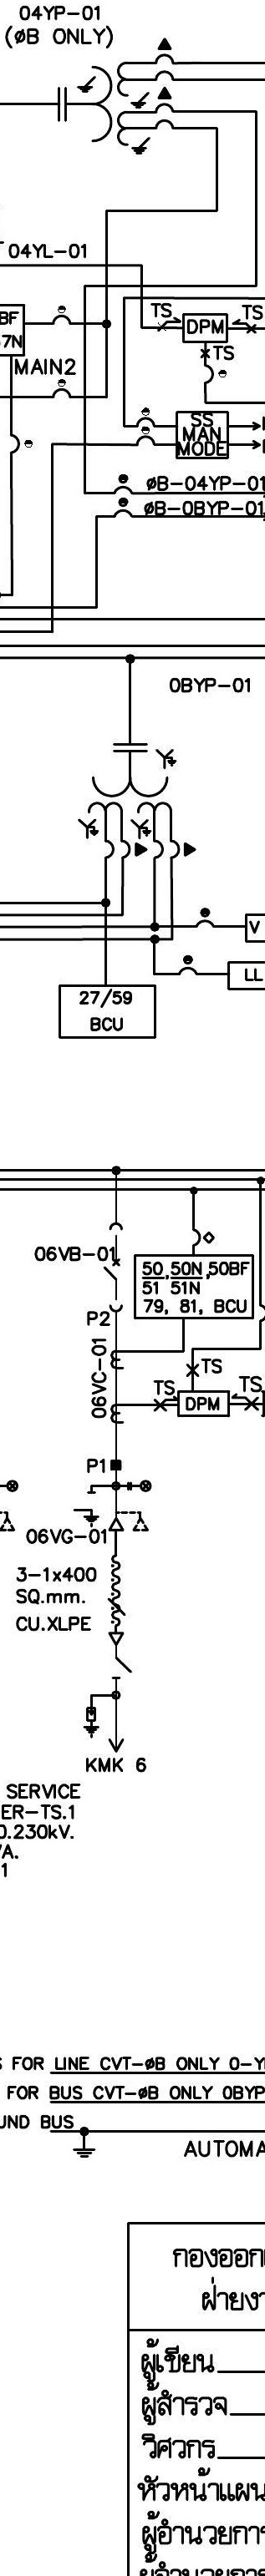 04YP-01
(øB ONLY)
04YL-01
TS
TS
DPM
BF
TS
67N
MAIN2
SS
MAN
MODE
øB-04YP-01
øB-0BYP-01
0BYP-01
V
LL
27/59
BCU
06VB-01
50, 50N, 50BF
51 51N
79, 81, BCU
P2
06VC-01
TS
TS
TS
DPM
P1
06VG-01
3-1x400
SQ.mm.
CU.XLPE
KMK 6
SERVICE
ER-TS.1
0.230kV.
VA.
1
S FOR LINE CVT-øB ONLY 0-Y
FOR BUS CVT-øB ONLY 0BYP
UND BUS
AUTOMA
กองออก
ฝ่ายงา
ผู้เขียน
ผู้สำรวจ
วิศวกร
หัวหน้าแผน
ผู้อำนวยการ